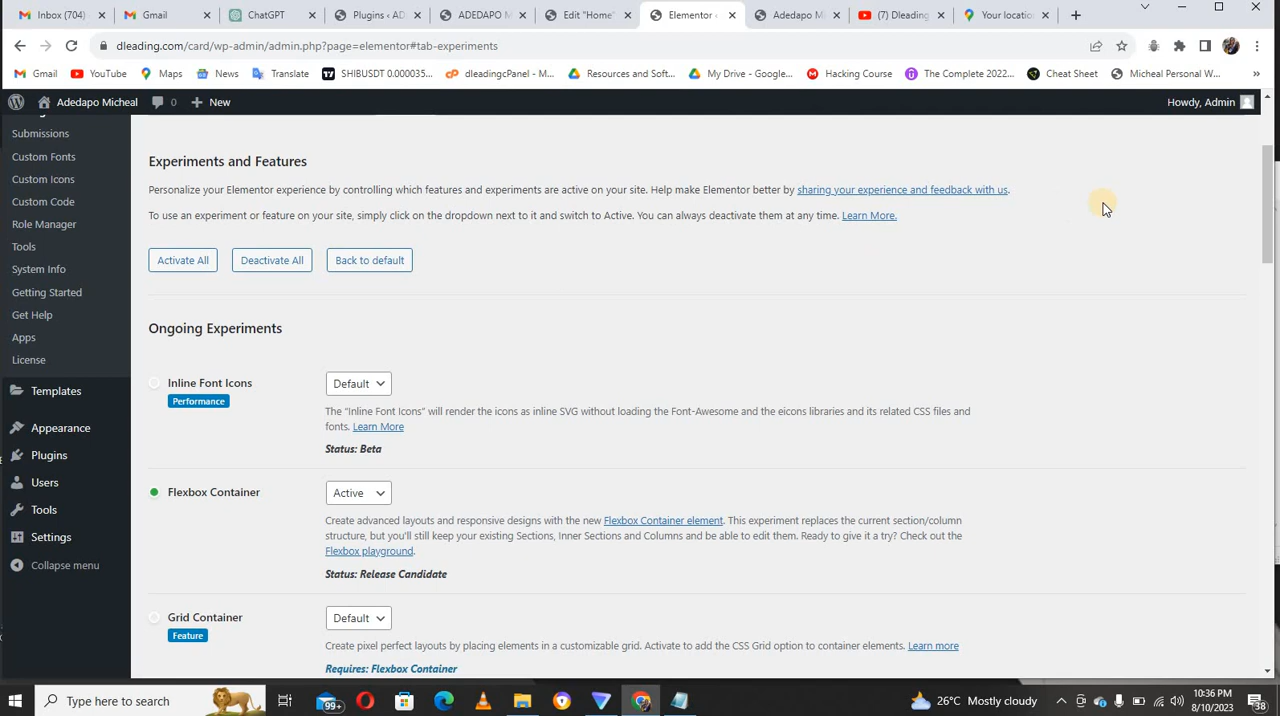 Inbox (704)
Gmail
ChatGPT
Plugins ‹ AD
ADEDAPO M
Edit "Home"
Elementor ‹
Adedapo Mi
(7) Dleading
Your locatio
dleading.com/card/wp-admin/admin.php?page=elementor#tab-experiments
Gmail
YouTube
Maps
News
Translate
SHIBUSDT 0.000035...
dleadingcPanel - M...
Resources and Soft...
My Drive - Google...
Hacking Course
The Complete 2022...
Cheat Sheet
Micheal Personal W...
»
Adedapo Micheal
0
New
Howdy, Admin
Submissions
Custom Fonts
Custom Icons
Custom Code
Role Manager
Tools
System Info
Getting Started
Get Help
Apps
License
Templates
Appearance
Plugins
Users
Tools
Settings
Collapse menu
Experiments and Features
Personalize your Elementor experience by controlling which features and experiments are active on your site. Help make Elementor better by sharing your experience and feedback with us.
To use an experiment or feature on your site, simply click on the dropdown next to it and switch to Active. You can always deactivate them at any time. Learn More.
Activate All
Deactivate All
Back to default
Ongoing Experiments
Inline Font Icons
Performance
Default
The “Inline Font Icons” will render the icons as inline SVG without loading the Font-Awesome and the eicons libraries and its related CSS files and
fonts. Learn More
Status: Beta
Flexbox Container
Active
Create advanced layouts and responsive designs with the new Flexbox Container element. This experiment replaces the current section/column
structure, but you’ll still keep your existing Sections, Inner Sections and Columns and be able to edit them. Ready to give it a try? Check out the
Flexbox playground.
Status: Release Candidate
Grid Container
Feature
Default
Create pixel perfect layouts by placing elements in a customizable grid. Activate to add the CSS Grid option to container elements. Learn more
Requires: Flexbox Container
Type here to search
99+
26°C Mostly cloudy
10:36 PM
8/10/2023
38